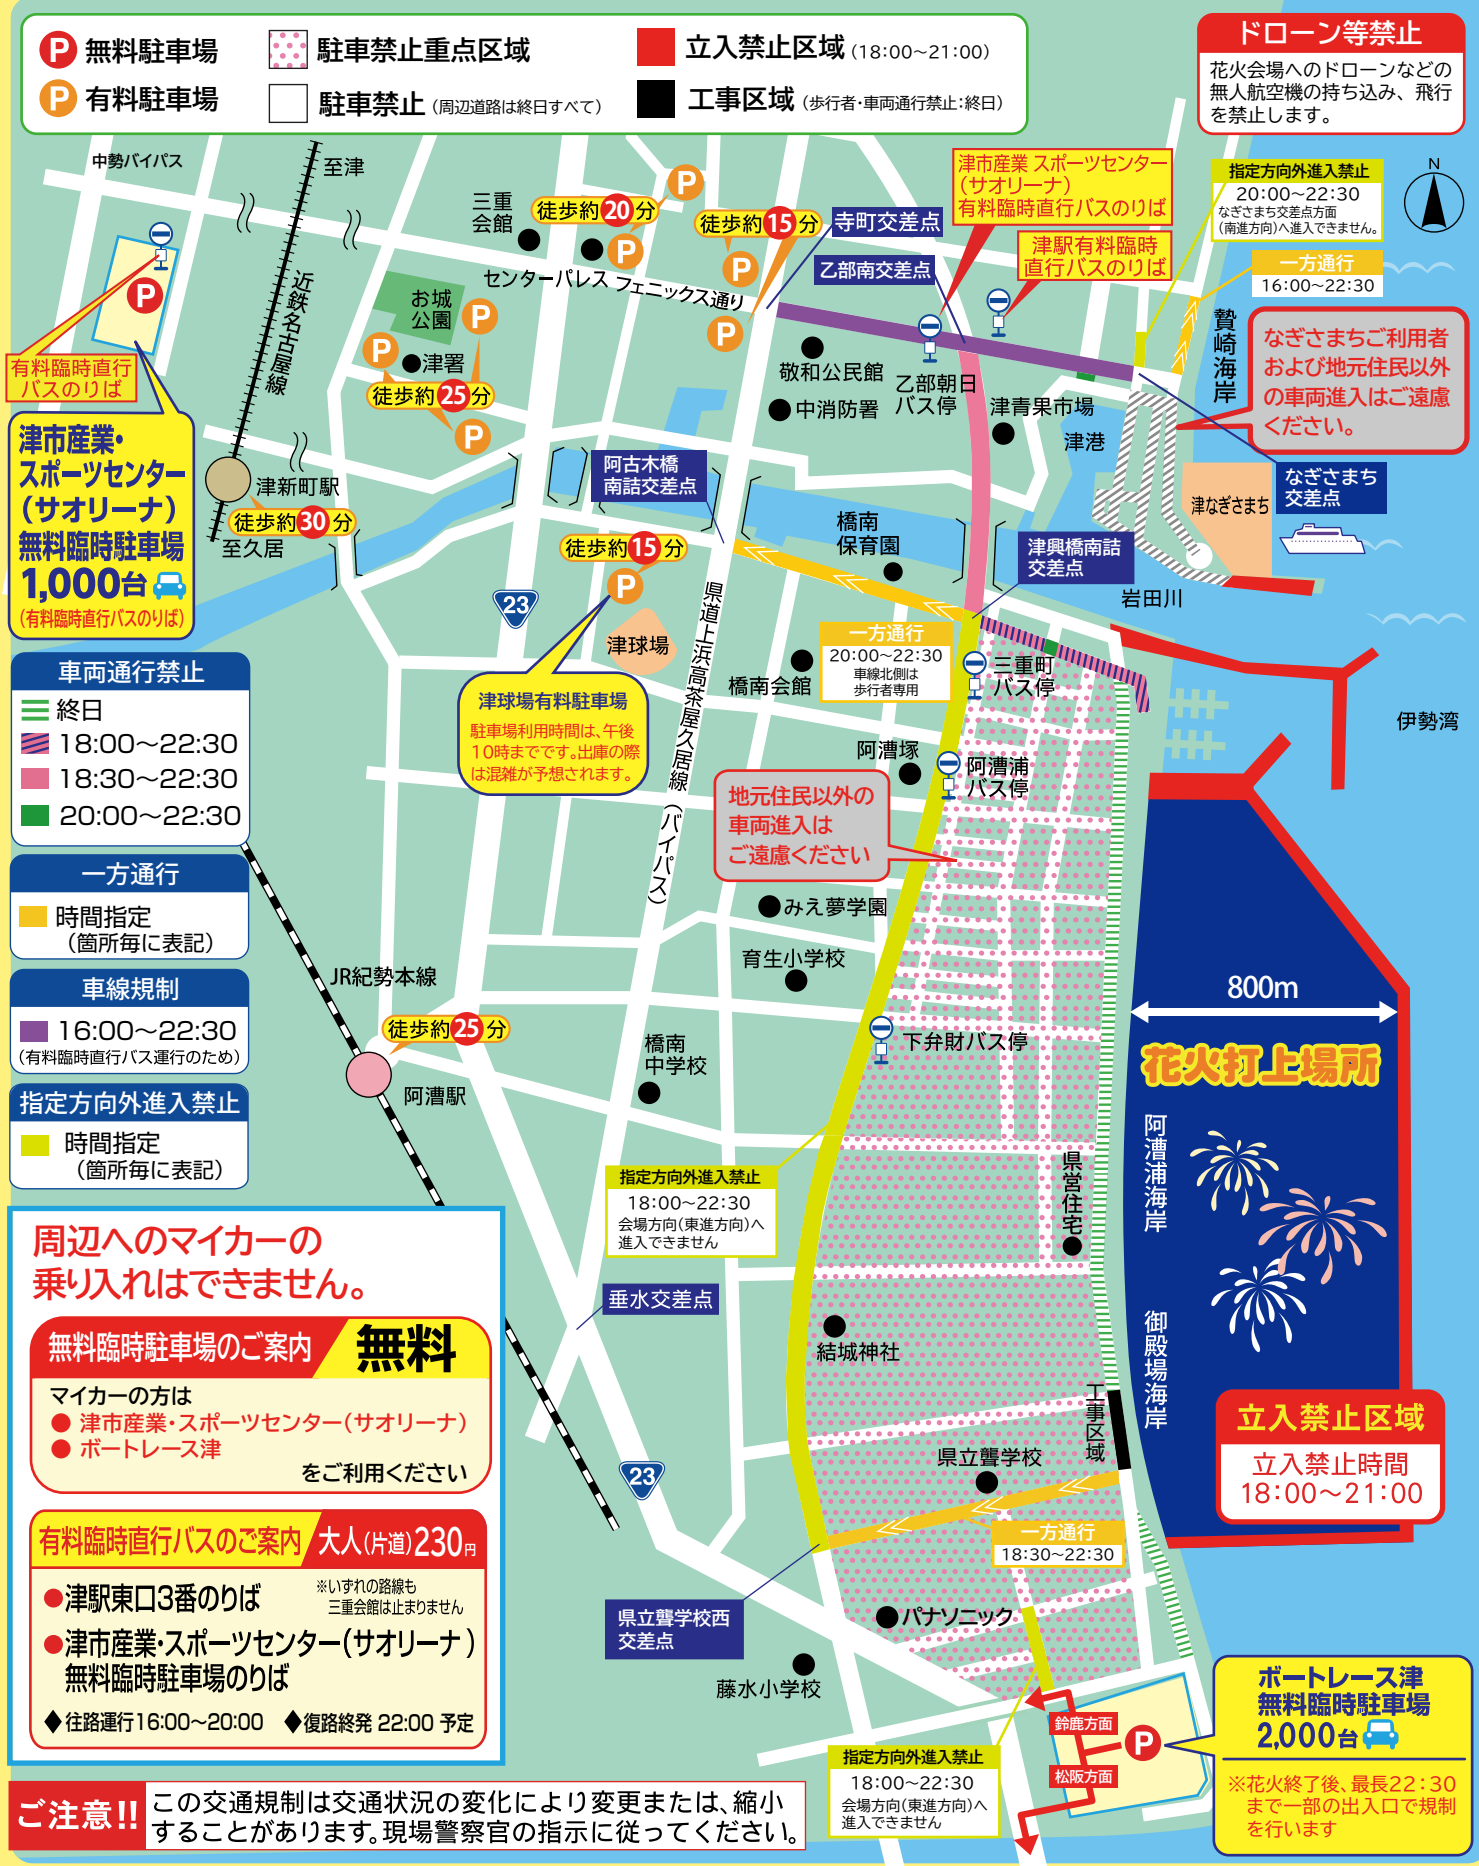 P 無料駐車場
P 有料駐車場
駐車禁止重点区域
駐車禁止（周辺道路は終日すべて）
立入禁止区域（18:00〜21:00）
工事区域（歩行者・車両通行禁止:終日）
ドローン等禁止
花火会場へのドローンなどの
無人航空機の持ち込み、飛行
を禁止します。
中勢バイパス
至津
三重
会館
徒歩約20分
P
P
徒歩約15分
P
P
寺町交差点
乙部南交差点
津市産業 スポーツセンター
（サオリーナ）
有料臨時直行バスのりば
津駅有料臨時
直行バスのりば
指定方向外進入禁止
20:00〜22:30
なぎさまち交差点方面
（南進方向）へ進入できません。
N
一方通行
16:00〜22:30
センターパレス
フェニックス通り
近鉄名古屋線
お城
公園
P
P
津署
徒歩約25分
P
P
有料臨時直行
バスのりば
敬和公民館
中消防署
乙部朝日
バス停
津青果市場
津港
贄崎海岸
なぎさまちご利用者
および地元住民以外
の車両進入はご遠慮
ください。
なぎさまち
交差点
津なぎさまち
津市産業・
スポーツセンター
（サオリーナ）
無料臨時駐車場
1,000台
（有料臨時直行バスのりば）
津新町駅
徒歩約30分
至久居
阿古木橋
南詰交差点
橋南
保育園
津興橋南詰
交差点
岩田川
徒歩約15分
P
23
津球場
県道上浜高茶屋久居線（バイパス）
津球場有料駐車場
駐車場利用時間は、午後
10時までです。出庫の際
は混雑が予想されます。
橋南会館
一方通行
20:00〜22:30
車線北側は
歩行者専用
三重町
バス停
伊勢湾
車両通行禁止
終日
18:00〜22:30
18:30〜22:30
20:00〜22:30
一方通行
時間指定
（箇所毎に表記）
車線規制
16:00〜22:30
（有料臨時直行バス運行のため）
指定方向外進入禁止
時間指定
（箇所毎に表記）
阿漕塚
阿漕浦
バス停
地元住民以外の
車両進入は
ご遠慮ください
みえ夢学園
育生小学校
JR紀勢本線
徒歩約25分
阿漕駅
橋南
中学校
下弁財バス停
800m
花火打上場所
阿漕浦海岸
御殿場海岸
県営住宅
指定方向外進入禁止
18:00〜22:30
会場方向（東進方向）へ
進入できません
垂水交差点
結城神社
工事区域
県立聾学校
立入禁止区域
立入禁止時間
18:00〜21:00
23
一方通行
18:30〜22:30
県立聾学校西
交差点
パナソニック
藤水小学校
鈴鹿方面
松阪方面
P
指定方向外進入禁止
18:00〜22:30
会場方向（東進方向）へ
進入できません
ボートレース津
無料臨時駐車場
2,000台
※花火終了後、最長22:30
まで一部の出入口で規制
を行います
周辺へのマイカーの
乗り入れはできません。
無料臨時駐車場のご案内 無料
マイカーの方は
● 津市産業・スポーツセンター（サオリーナ）
● ボートレース津
をご利用ください
有料臨時直行バスのご案内 大人（片道）230円
●津駅東口3番のりば
※いずれの路線も
三重会館は止まりません
●津市産業・スポーツセンター（サオリーナ）
無料臨時駐車場のりば
◆往路運行16:00〜20:00 ◆復路終発 22:00 予定
ご注意!!
この交通規制は交通状況の変化により変更または、縮小
することがあります。現場警察官の指示に従ってください。